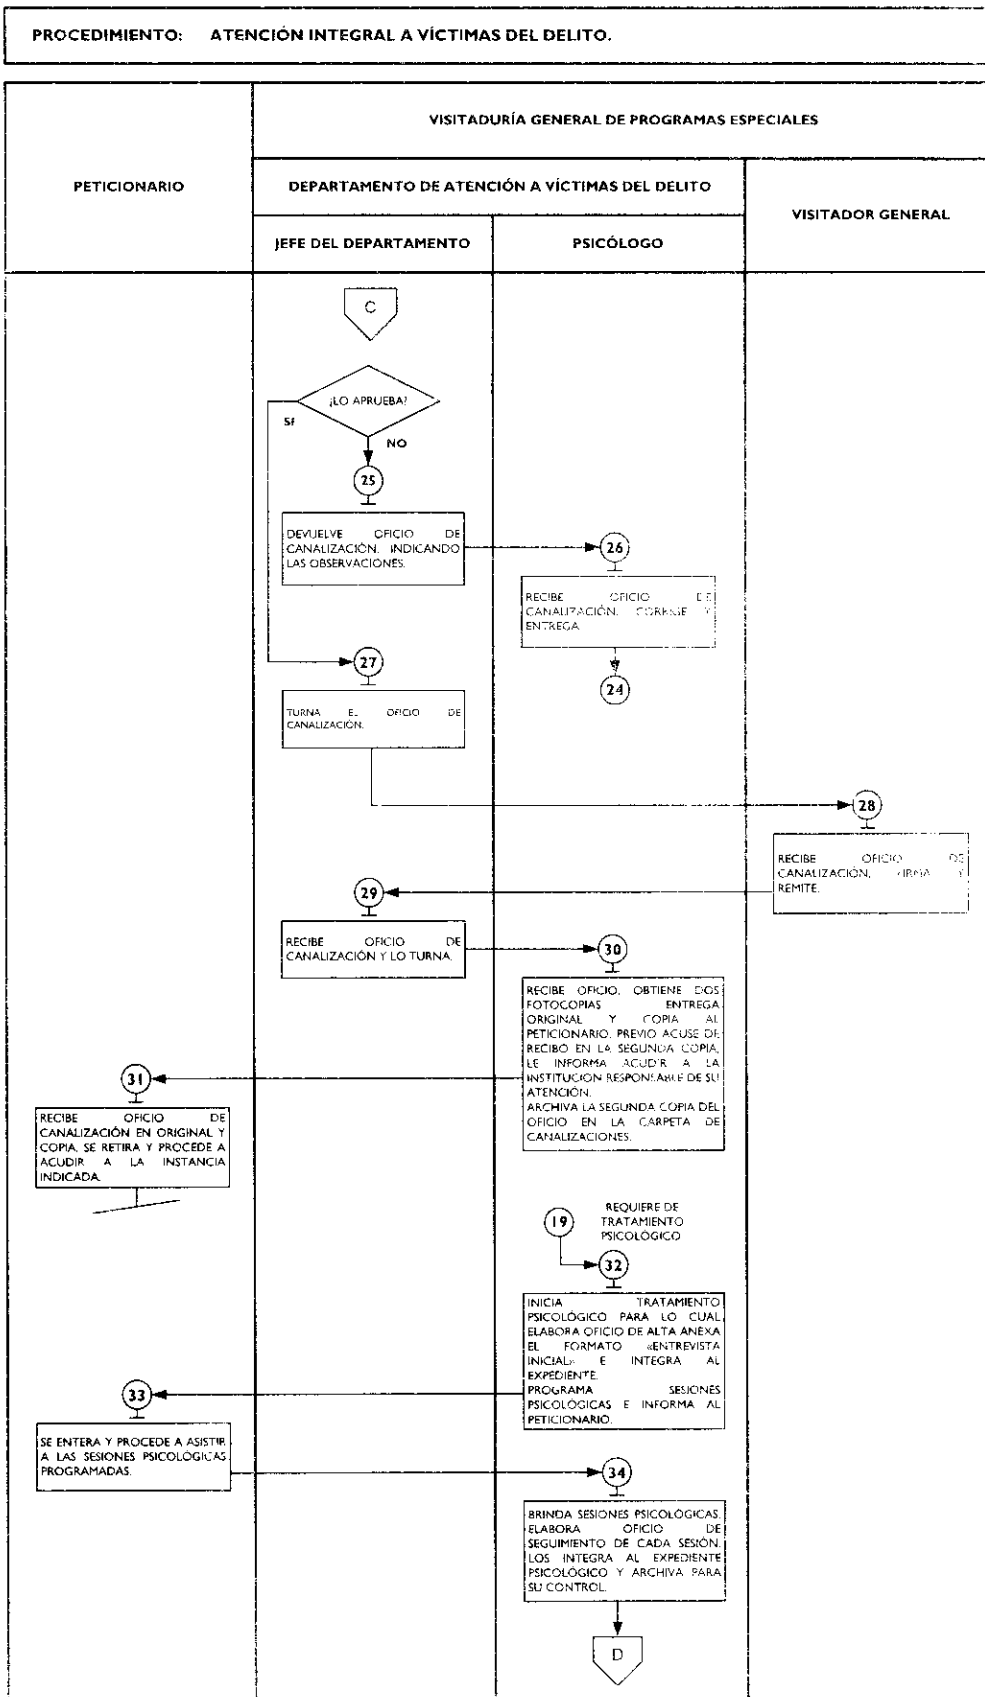 PROCEDIMIENTO: ATENCIÓN INTEGRAL A VÍCTIMAS DEL DELITO.
VISITADURÍA GENERAL DE PROGRAMAS ESPECIALES
PETICIONARIO
DEPARTAMENTO DE ATENCIÓN A VÍCTIMAS DEL DELITO
VISITADOR GENERAL
JEFE DEL DEPARTAMENTO
PSICÓLOGO
C
¿LO APRUEBA?
SÍ
NO
25
DEVUELVE OFICIO DE
CANALIZACIÓN, INDICANDO
LAS OBSERVACIONES.
26
RECIBE OFICIO DE
CANALIZACIÓN, CORRIGE Y
ENTREGA
24
27
TURNA EL OFICIO DE
CANALIZACIÓN.
28
RECIBE OFICIO DE
CANALIZACIÓN, FIRMA Y
REMITE.
29
RECIBE OFICIO DE
CANALIZACIÓN Y LO TURNA.
30
RECIBE OFICIO, OBTIENE DOS
FOTOCOPIAS ENTREGA
ORIGINAL Y COPIA AL
PETICIONARIO, PREVIO ACUSE DE
RECIBO EN LA SEGUNDA COPIA,
LE INFORMA ACUDIR A LA
INSTITUCIÓN RESPONSABLE DE SU
ATENCIÓN.
ARCHIVA LA SEGUNDA COPIA DEL
OFICIO EN LA CARPETA DE
CANALIZACIONES.
31
RECIBE OFICIO DE
CANALIZACIÓN EN ORIGINAL Y
COPIA, SE RETIRA Y PROCEDE A
ACUDIR A LA INSTANCIA
INDICADA.
19
REQUIERE DE
TRATAMIENTO
PSICOLÓGICO
32
INICIA TRATAMIENTO
PSICOLÓGICO PARA LO CUAL
ELABORA OFICIO DE ALTA ANEXA
EL FORMATO «ENTREVISTA
INICIAL» E INTEGRA AL
EXPEDIENTE.
PROGRAMA SESIONES
PSICOLÓGICAS E INFORMA AL
PETICIONARIO.
33
SE ENTERA Y PROCEDE A ASISTIR
A LAS SESIONES PSICOLÓGICAS
PROGRAMADAS.
34
BRINDA SESIONES PSICOLÓGICAS,
ELABORA OFICIO DE
SEGUIMIENTO DE CADA SESIÓN,
LOS INTEGRA AL EXPEDIENTE
PSICOLÓGICO Y ARCHIVA PARA
SU CONTROL.
D